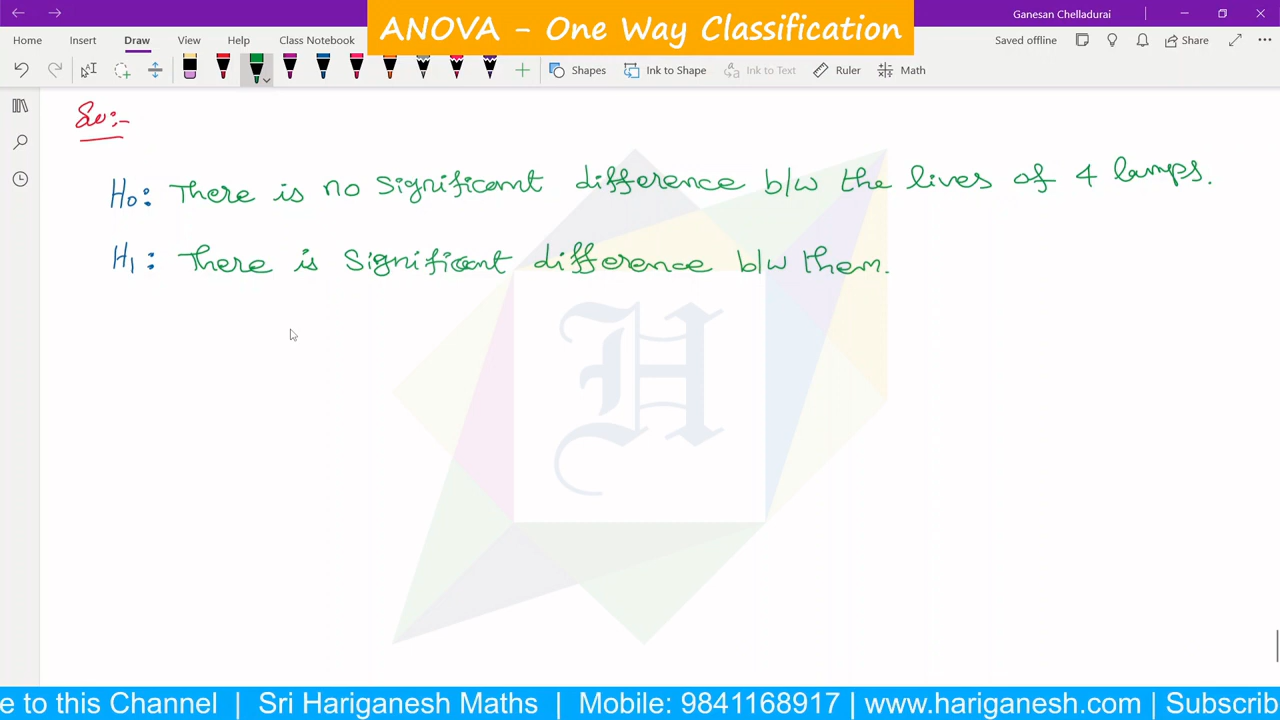 Ganesan Chelladurai
ANOVA - One Way Classification
Home Insert Draw View Help Class Notebook
Saved offline Share
Shapes Ink to Shape Ink to Text Ruler Math
Sol:-
H0: There is no significant difference b/w the lives of 4 lamps.
H1: There is significant difference b/w them.
H
e to this Channel | Sri Hariganesh Maths | Mobile: 9841168917 | www.hariganesh.com | Subscrib